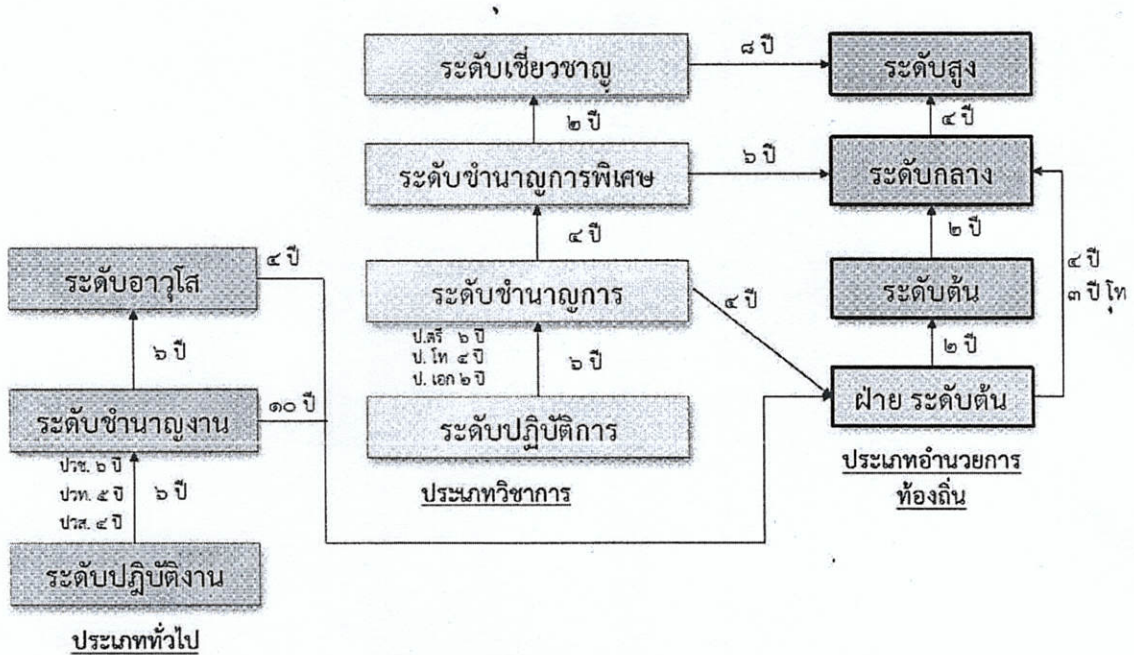 ระดับเชี่ยวชาญ
๘ ปี
ระดับสูง
๒ ปี
๔ ปี
ระดับชำนาญการพิเศษ
๖ ปี
ระดับกลาง
๔ ปี
๒ ปี
๔ ปี
๓ ปี โท
ระดับอาวุโส
๔ ปี
ระดับชำนาญการ
๔ ปี
ระดับต้น
๖ ปี
ป.ตรี ๖ ปี
ป. โท ๔ ปี
ป. เอก ๒ ปี
๖ ปี
๒ ปี
ระดับชำนาญงาน
๑๐ ปี
ระดับปฏิบัติการ
ฝ่าย ระดับต้น
ปวช. ๖ ปี
ปวท. ๕ ปี
ปวส. ๔ ปี
๖ ปี
ประเภทวิชาการ
ประเภทอำนวยการ
ท้องถิ่น
ระดับปฏิบัติงาน
ประเภททั่วไป